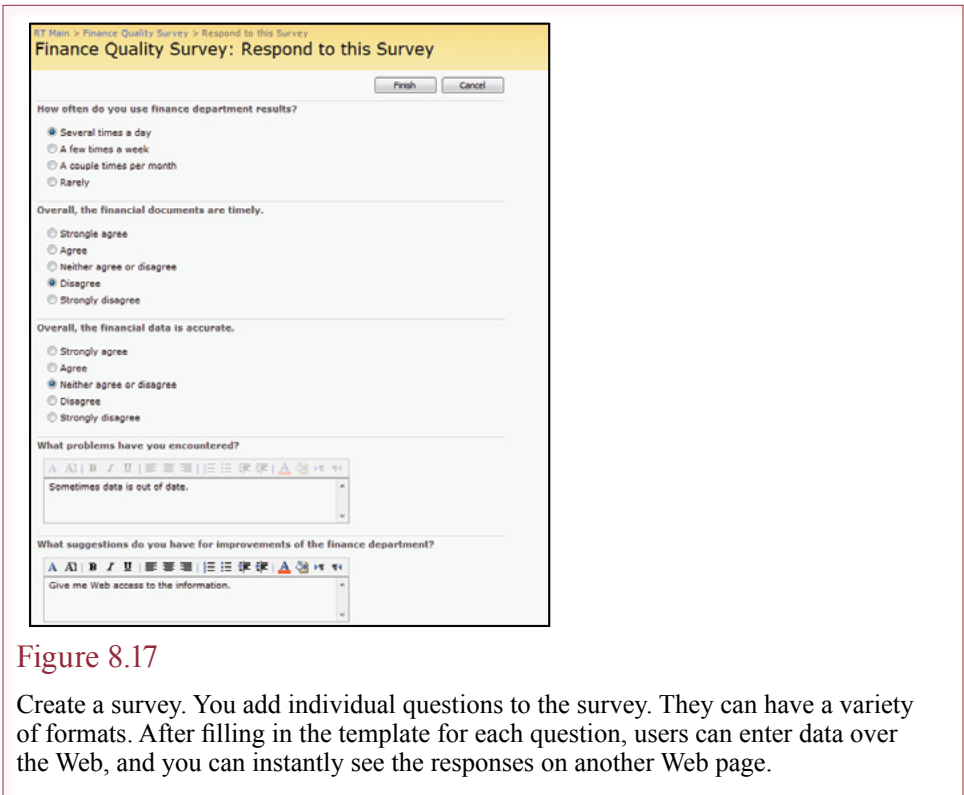 RT Main > Finance Quality Survey > Respond to this Survey
Finance Quality Survey: Respond to this Survey
Finish Cancel
How often do you use finance department results?
Several times a day
A few times a week
A couple times per month
Rarely
Overall, the financial documents are timely.
Strongle agree
Agree
Neither agree or disagree
Disagree
Strongly disagree
Overall, the financial data is accurate.
Strongly agree
Agree
Neither agree or disagree
Disagree
Strongly disagree
What problems have you encountered?
A A B I U A
Sometimes data is out of date.
What suggestions do you have for improvements of the finance department?
A A B I U A
Give me Web access to the information.
Figure 8.17
Create a survey. You add individual questions to the survey. They can have a variety
of formats. After filling in the template for each question, users can enter data over
the Web, and you can instantly see the responses on another Web page.